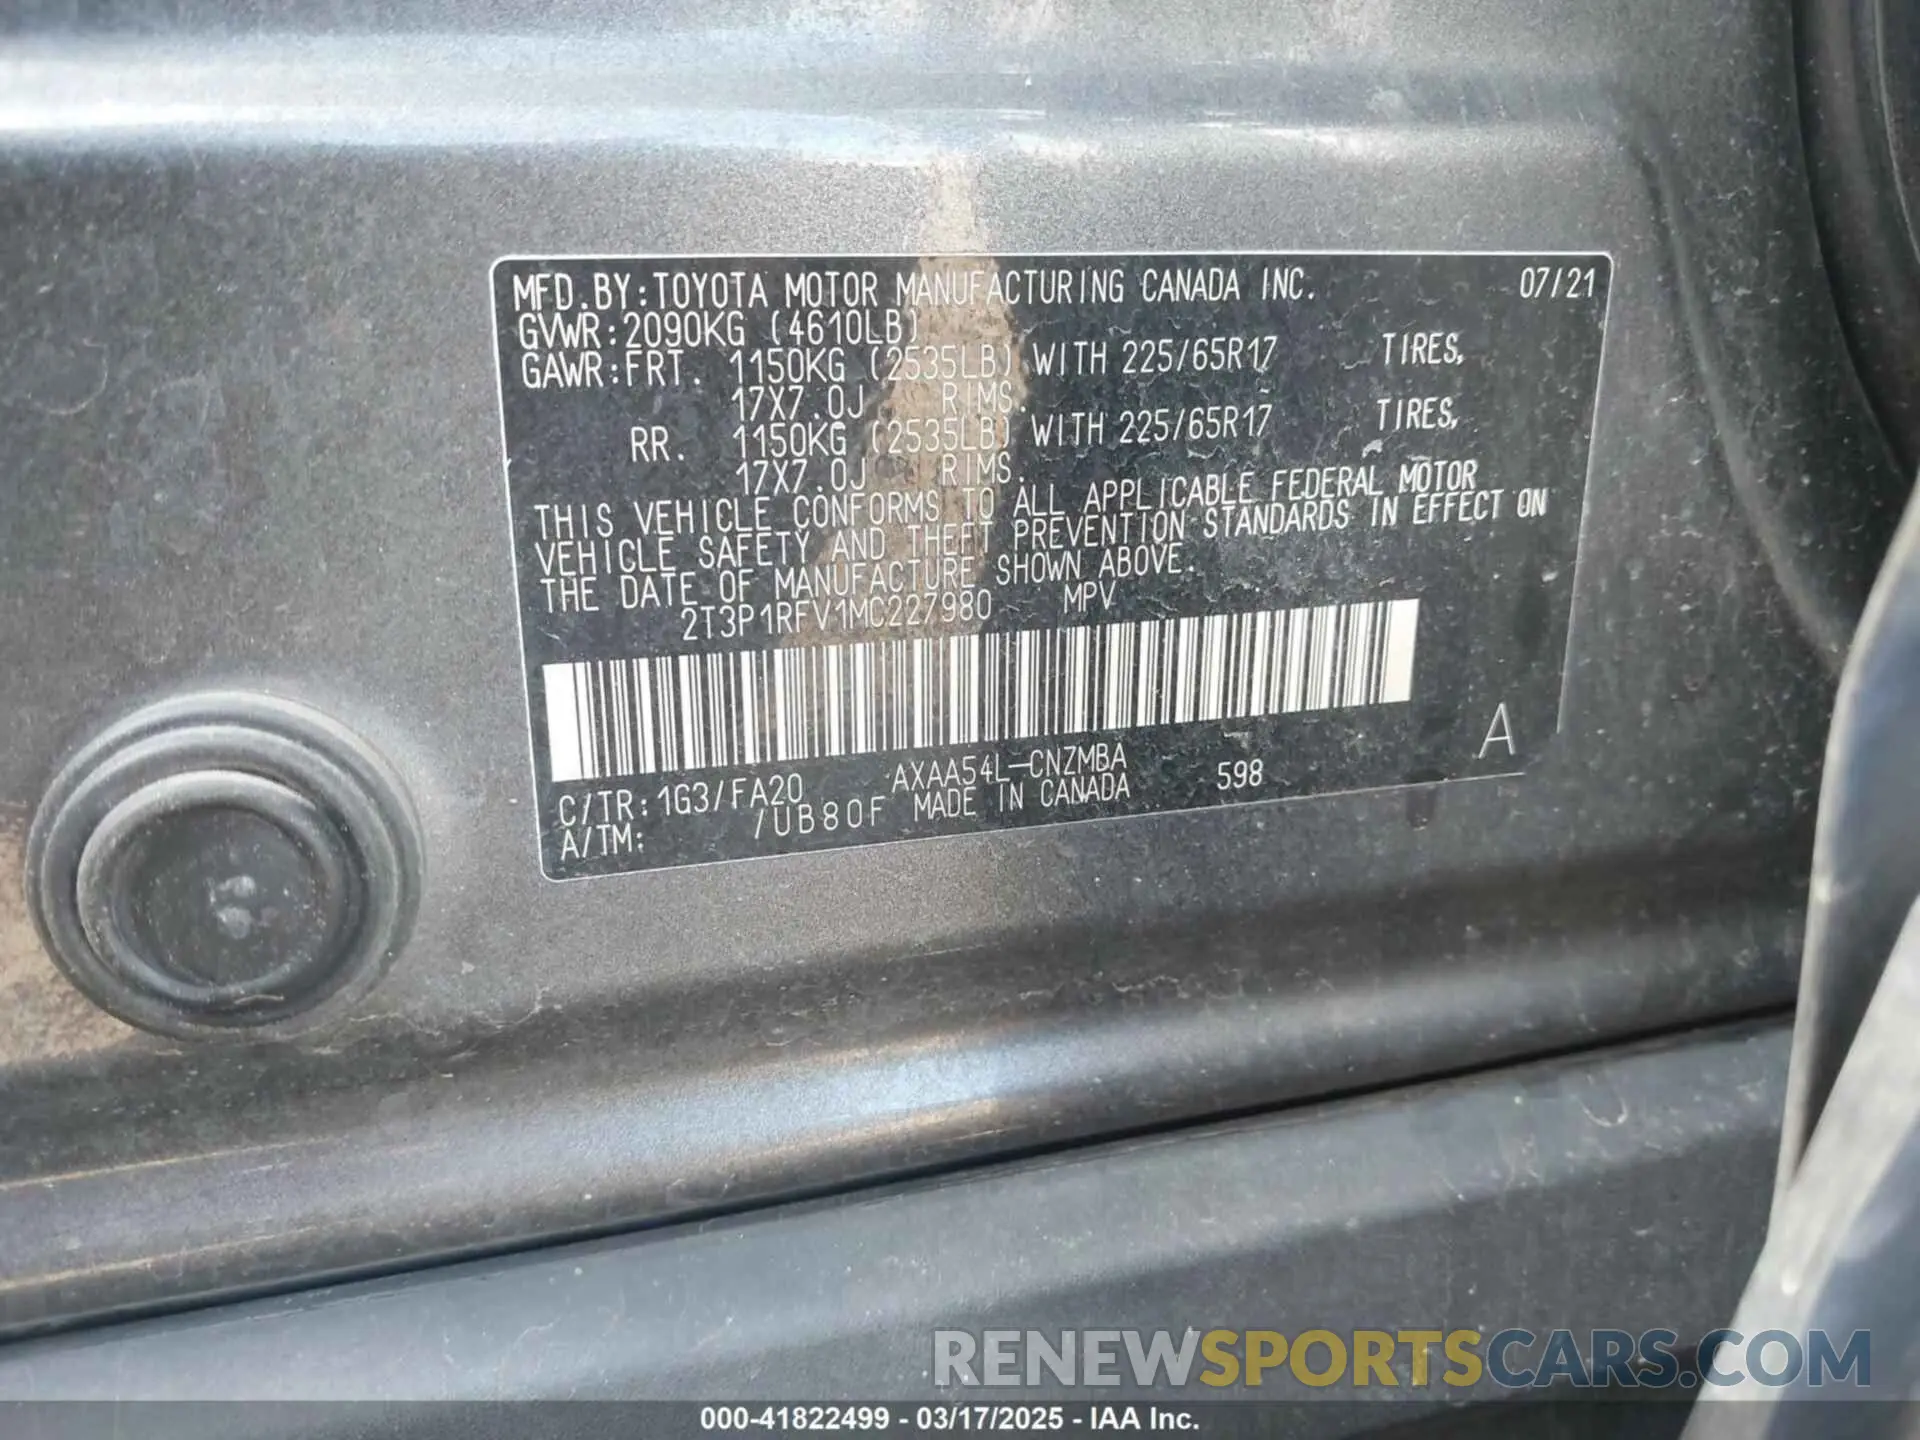 MFD.BY:TOYOTA MOTOR MANUFACTURING CANADA INC. 07/21
GVWR:2090KG (4610LB)
GAWR:FRT. 1150KG (2535LB) WITH 225/65R17 TIRES,
17X7.0J RIMS.
RR. 1150KG (2535LB) WITH 225/65R17 TIRES,
17X7.0J RIMS.
THIS VEHICLE CONFORMS TO ALL APPLICABLE FEDERAL MOTOR
VEHICLE SAFETY AND THEFT PREVENTION STANDARDS IN EFFECT ON
THE DATE OF MANUFACTURE SHOWN ABOVE.
2T3P1RFV1MC227980 MPV
A
C/TR:1G3/FA20 AXAA54L-CNZMBA 598
A/TM: /UB80F MADE IN CANADA
RENEWSPORTSCARS.COM
000-41822499 - 03/17/2025 - IAA Inc.